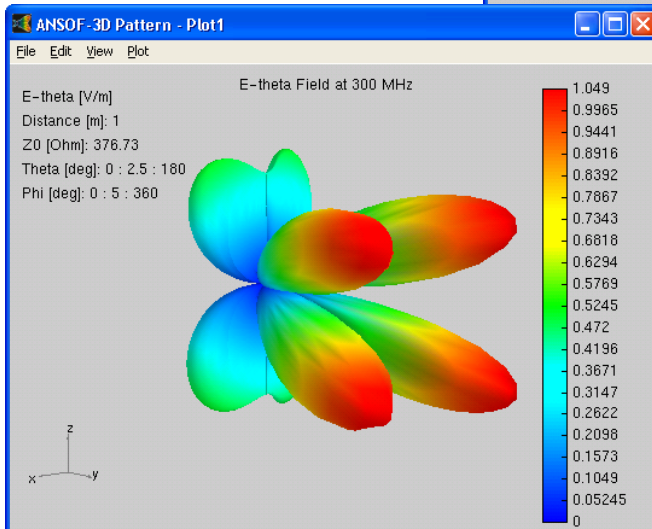 ANSOF-3D Pattern - Plot1
File Edit View Plot
E-theta Field at 300 MHz
E-theta [V/m]
Distance [m]: 1
Z0 [Ohm]: 376.73
Theta [deg]: 0 : 2.5 : 180
Phi [deg]: 0 : 5 : 360
1.049
0.9965
0.9441
0.8916
0.8392
0.7867
0.7343
0.6818
0.6294
0.5769
0.5245
0.472
0.4196
0.3671
0.3147
0.2622
0.2098
0.1573
0.1049
0.05245
0
z
x
y